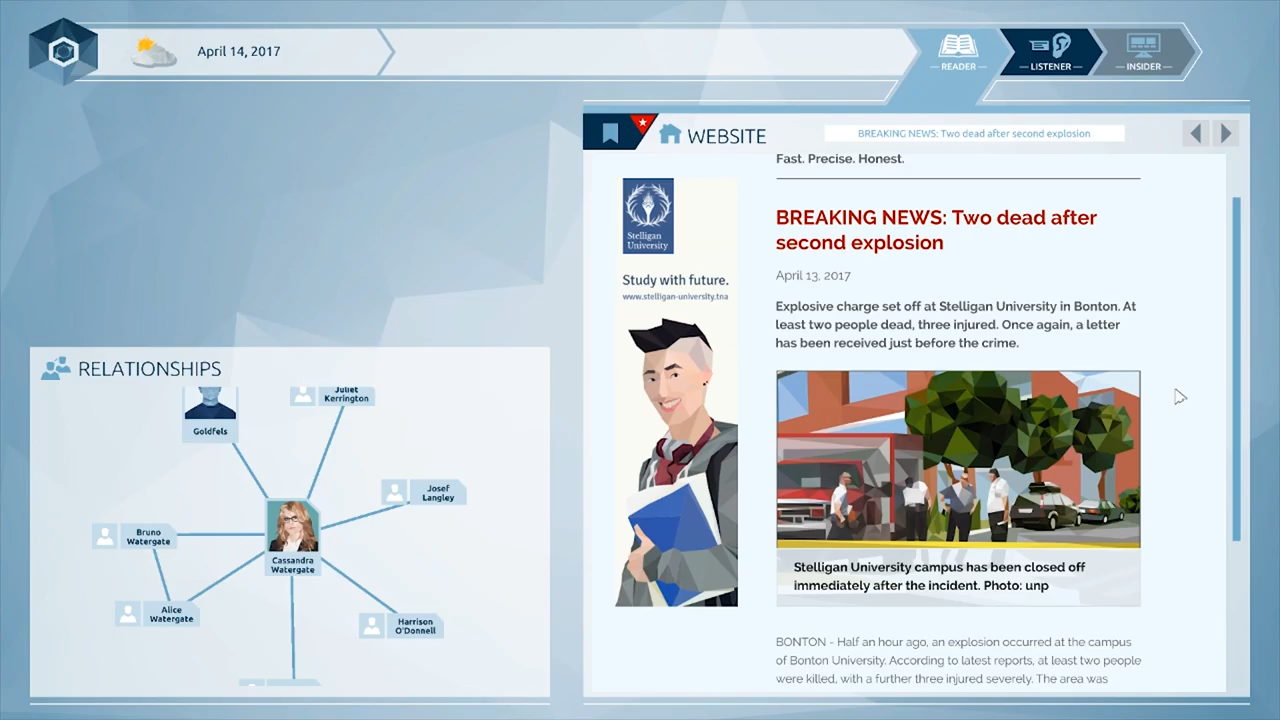 April 14, 2017
READER
LISTENER
INSIDER
WEBSITE
BREAKING NEWS: Two dead after second explosion
Fast. Precise. Honest.
Stelligan
University
Study with future.
www.stelligan-university.tna
BREAKING NEWS: Two dead after
second explosion
April 13, 2017
Explosive charge set off at Stelligan University in Bonton. At
least two people dead, three injured. Once again, a letter
has been received just before the crime.
Stelligan University campus has been closed off
immediately after the incident. Photo: unp
BONTON - Half an hour ago, an explosion occurred at the campus
of Bonton University. According to latest reports, at least two people
were killed, with a further three injured severely. The area was
RELATIONSHIPS
Goldfels
Juliet
Kerrington
Josef
Langley
Bruno
Watergate
Cassandra
Watergate
Alice
Watergate
Harrison
O'Donnell